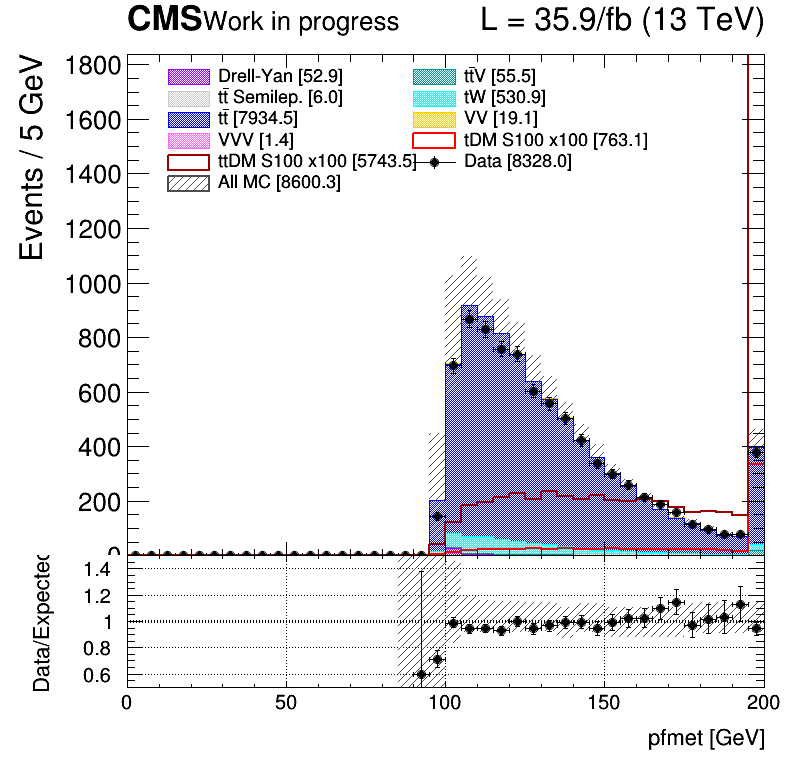 CMS Work in progress L = 35.9/fb (13 TeV)
Events / 5 GeV
1800
1600
1400
1200
1000
800
600
400
200
0
Drell-Yan [52.9] tt̄V [55.5]
tt̄ Semilep. [6.0] tW [530.9]
tt̄ [7934.5] VV [19.1]
VVV [1.4] tDM S100 x100 [763.1]
ttDM S100 x100 [5743.5] Data [8328.0]
All MC [8600.3]
Data/Expected
1.4
1.2
1
0.8
0.6
0 50 100 150 200
pfmet [GeV]